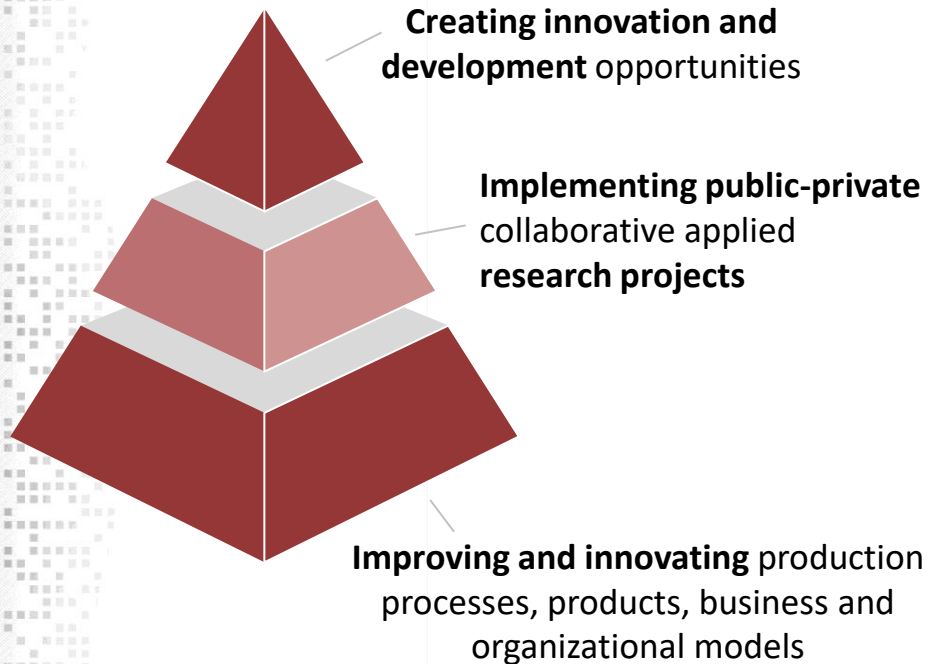 Creating innovation and
development opportunities
Implementing public-private
collaborative applied
research projects
Improving and innovating production
processes, products, business and
organizational models